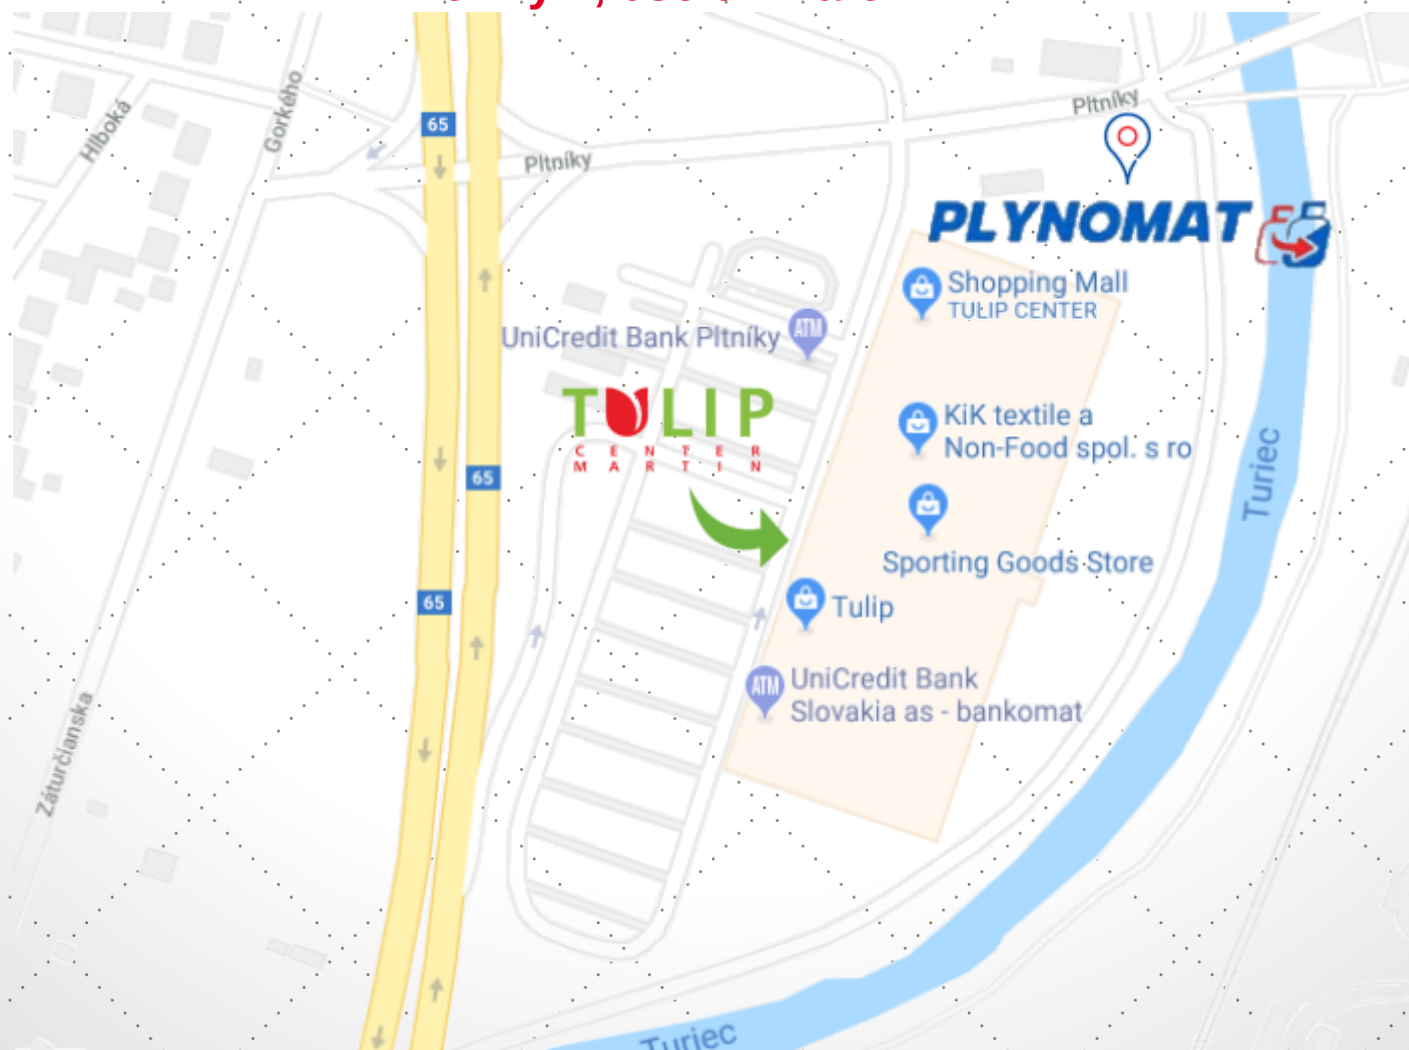 Pltníky
65
Hlboká
Gorkého
Pltníky
PLYNOMAT
Shopping Mall
TULIP CENTER
UniCredit Bank Pltníky
ATM
TULIP
CENTER
MARTIN
KiK textile a
Non-Food spol. s ro
Turiec
65
Sporting Goods Store
65
Tulip
ATM
UniCredit Bank
Slovakia as - bankomat
Záturčianska
Turiec